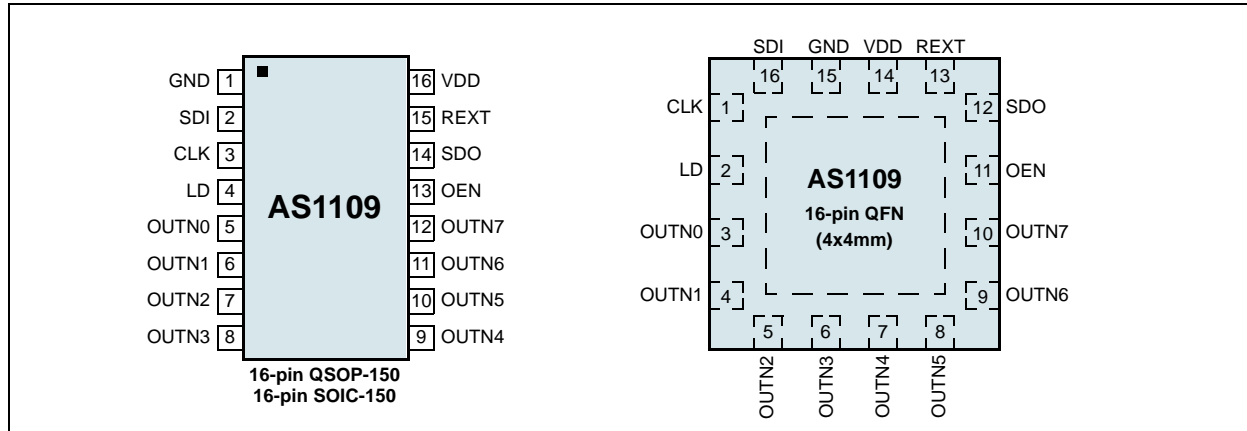 GND 1
SDI 2
CLK 3
LD 4
OUTN0 5
OUTN1 6
OUTN2 7
OUTN3 8
AS1109
16 VDD
15 REXT
14 SDO
13 OEN
12 OUTN7
11 OUTN6
10 OUTN5
9 OUTN4
16-pin QSOP-150
16-pin SOIC-150
SDI GND VDD REXT
16 15 14 13
CLK 1
LD 2
OUTN0 3
OUTN1 4
AS1109
16-pin QFN
(4x4mm)
12 SDO
11 OEN
10 OUTN7
9 OUTN6
5 6 7 8
OUTN2
OUTN3
OUTN4
OUTN5